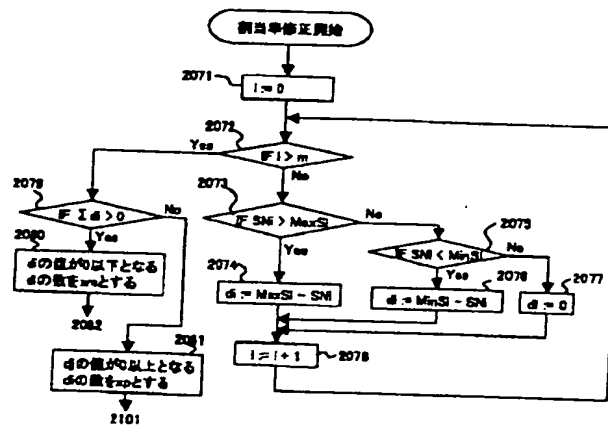 割当準修正開始
2071
i := 0
2072
IF i > m
Yes
No
2079
IF Σdi > 0
No
Yes
2080
diの値が0以下となる
diの数をxmとする
2082
2081
diの値が0以上となる
diの数をxpとする
2101
2073
IF SNi > MaxSi
No
Yes
2074
di := MaxSi − SNi
2075
IF SNi < MinSi
No
Yes
2076
di := MinSi − SNi
2077
di := 0
i := i + 1
2078